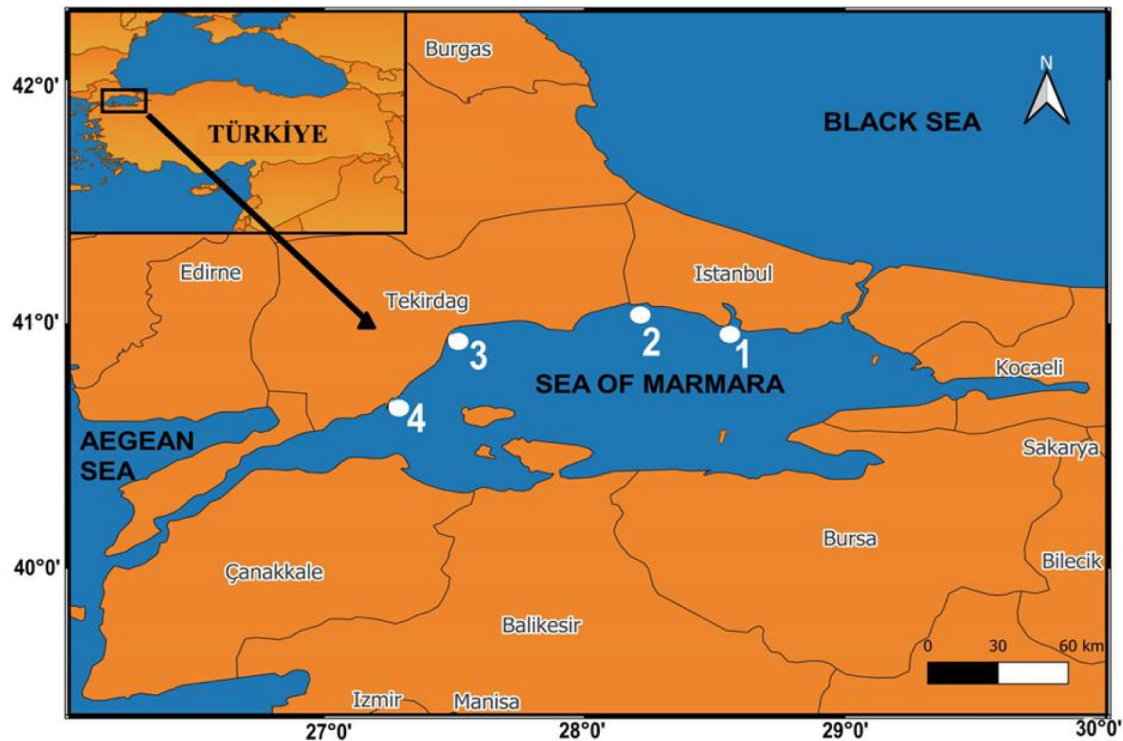 Burgas
42°0'
N
BLACK SEA
TÜRKİYE
Edirne
Tekirdag
Istanbul
41°0'
3
2
1
SEA OF MARMARA
Kocaeli
4
AEGEAN
SEA
Sakarya
Bursa
Bilecik
Çanakkale
40°0'
Balikesir
0 30 60 km
Izmir
Manisa
27°0' 28°0' 29°0' 30°0'